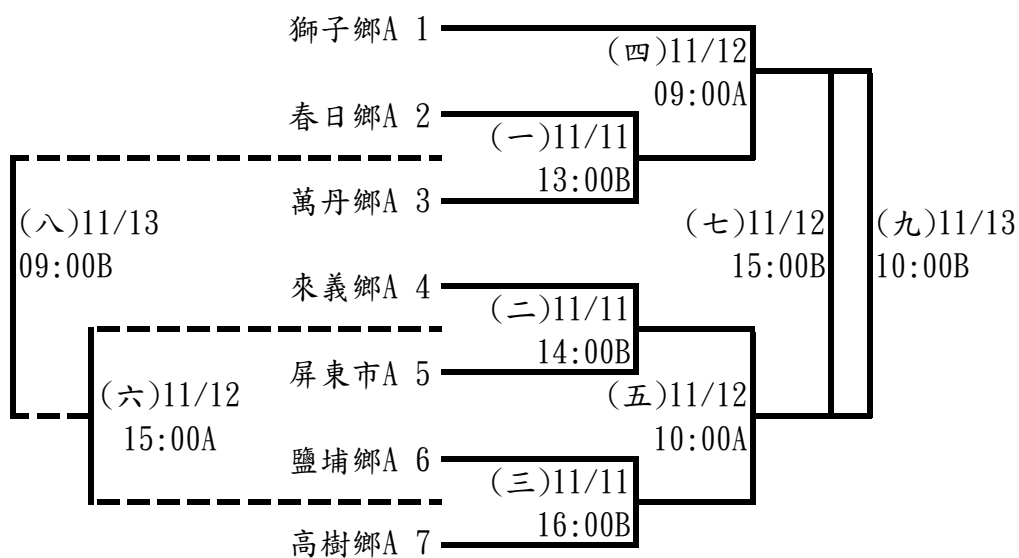 獅子鄉A 1
(四)11/12
09:00A
春日鄉A 2
(一)11/11
13:00B
萬丹鄉A 3
(八)11/13
09:00B
(七)11/12
15:00B
(九)11/13
10:00B
來義鄉A 4
(二)11/11
14:00B
屏東市A 5
(六)11/12
15:00A
(五)11/12
10:00A
鹽埔鄉A 6
(三)11/11
16:00B
高樹鄉A 7